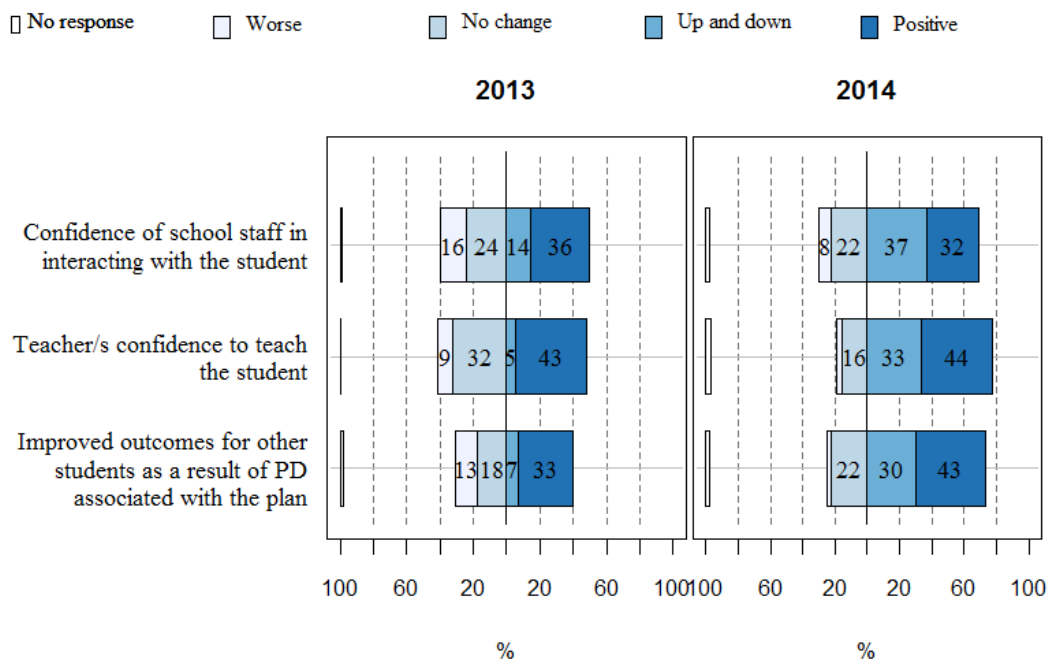 No response Worse No change Up and down Positive
2013 2014
Confidence of school staff in
interacting with the student
16 24 14 36 8 22 37 32
Teacher/s confidence to teach
the student
9 32 5 43 16 33 44
Improved outcomes for other
students as a result of PD
associated with the plan
13 18 7 33 22 30 43
100 60 20 20 60 100 100 60 20 20 60 100
% %